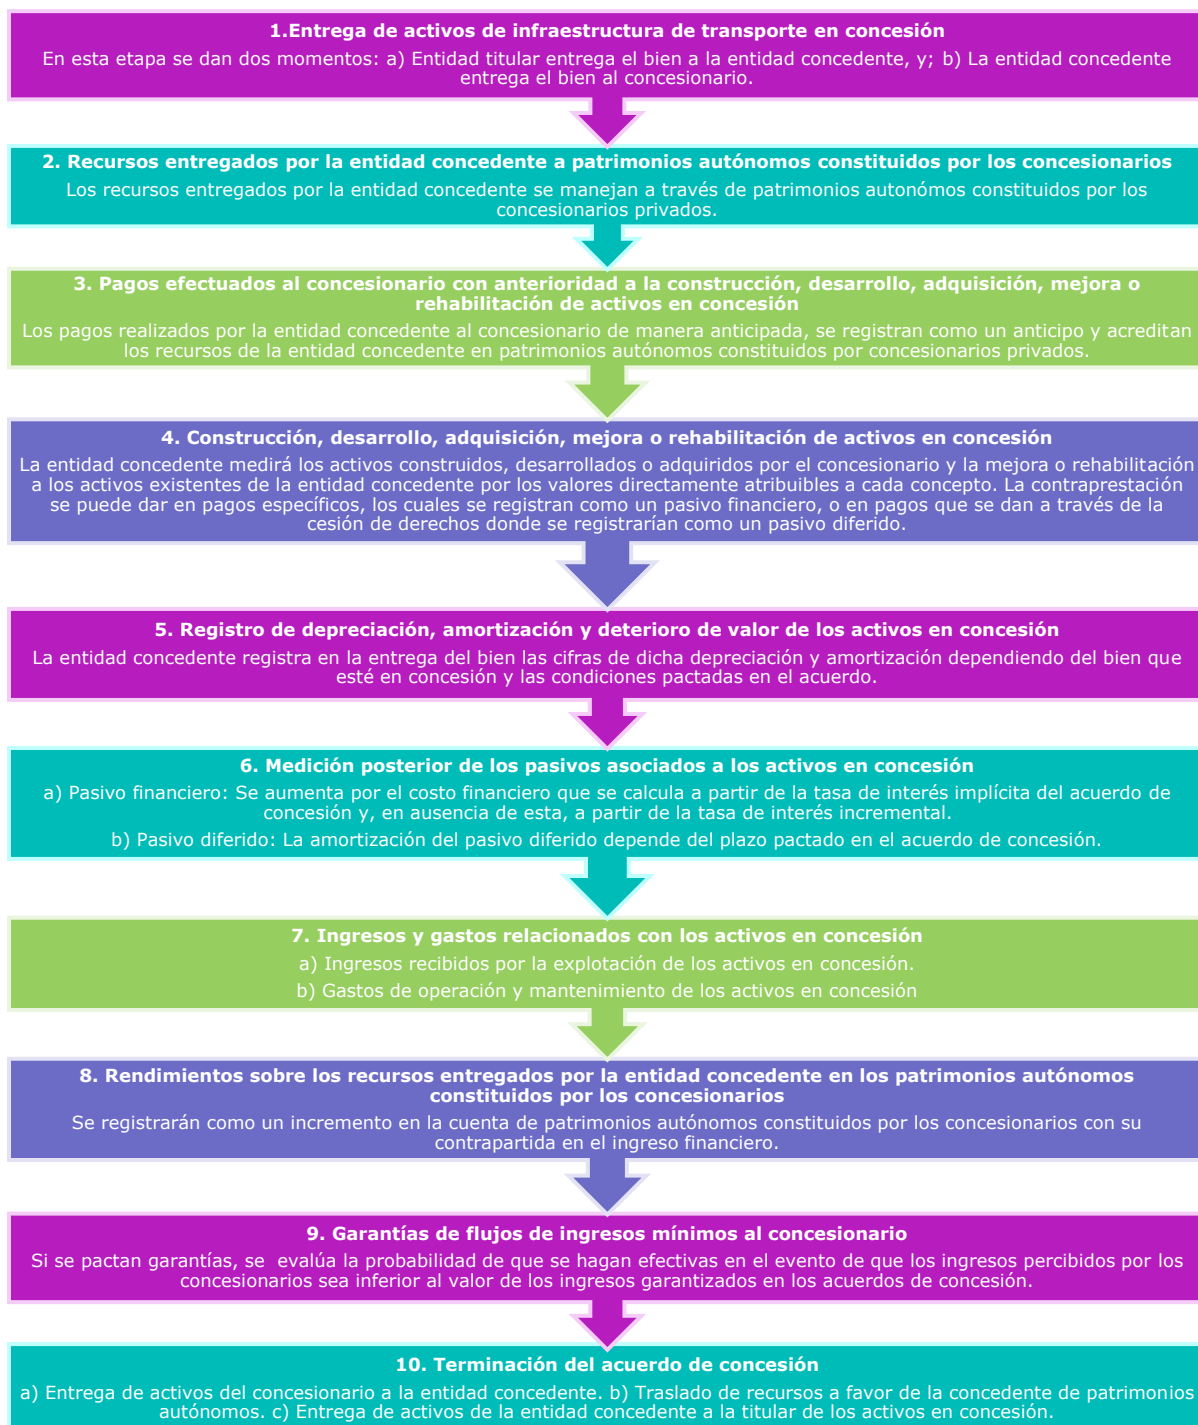 1.Entrega de activos de infraestructura de transporte en concesión
En esta etapa se dan dos momentos: a) Entidad titular entrega el bien a la entidad concedente, y; b) La entidad concedente
entrega el bien al concesionario.
2. Recursos entregados por la entidad concedente a patrimonios autónomos constituidos por los concesionarios
Los recursos entregados por la entidad concedente se manejan a través de patrimonios autonómos constituidos por los
concesionarios privados.
3. Pagos efectuados al concesionario con anterioridad a la construcción, desarrollo, adquisición, mejora o
rehabilitación de activos en concesión
Los pagos realizados por la entidad concedente al concesionario de manera anticipada, se registran como un anticipo y acreditan
los recursos de la entidad concedente en patrimonios autónomos constituidos por concesionarios privados.
4. Construcción, desarrollo, adquisición, mejora o rehabilitación de activos en concesión
La entidad concedente medirá los activos construidos, desarrollados o adquiridos por el concesionario y la mejora o rehabilitación
a los activos existentes de la entidad concedente por los valores directamente atribuibles a cada concepto. La contraprestación
se puede dar en pagos específicos, los cuales se registran como un pasivo financiero, o en pagos que se dan a través de la
cesión de derechos donde se registrarían como un pasivo diferido.
5. Registro de depreciación, amortización y deterioro de valor de los activos en concesión
La entidad concedente registra en la entrega del bien las cifras de dicha depreciación y amortización dependiendo del bien que
esté en concesión y las condiciones pactadas en el acuerdo.
6. Medición posterior de los pasivos asociados a los activos en concesión
a) Pasivo financiero: Se aumenta por el costo financiero que se calcula a partir de la tasa de interés implícita del acuerdo de
concesión y, en ausencia de esta, a partir de la tasa de interés incremental.
b) Pasivo diferido: La amortización del pasivo diferido depende del plazo pactado en el acuerdo de concesión.
7. Ingresos y gastos relacionados con los activos en concesión
a) Ingresos recibidos por la explotación de los activos en concesión.
b) Gastos de operación y mantenimiento de los activos en concesión
8. Rendimientos sobre los recursos entregados por la entidad concedente en los patrimonios autónomos
constituidos por los concesionarios
Se registrarán como un incremento en la cuenta de patrimonios autónomos constituidos por los concesionarios con su
contrapartida en el ingreso financiero.
9. Garantías de flujos de ingresos mínimos al concesionario
Si se pactan garantías, se evalúa la probabilidad de que se hagan efectivas en el evento de que los ingresos percibidos por los
concesionarios sea inferior al valor de los ingresos garantizados en los acuerdos de concesión.
10. Terminación del acuerdo de concesión
a) Entrega de activos del concesionario a la entidad concedente. b) Traslado de recursos a favor de la concedente de patrimonios
autónomos. c) Entrega de activos de la entidad concedente a la titular de los activos en concesión.